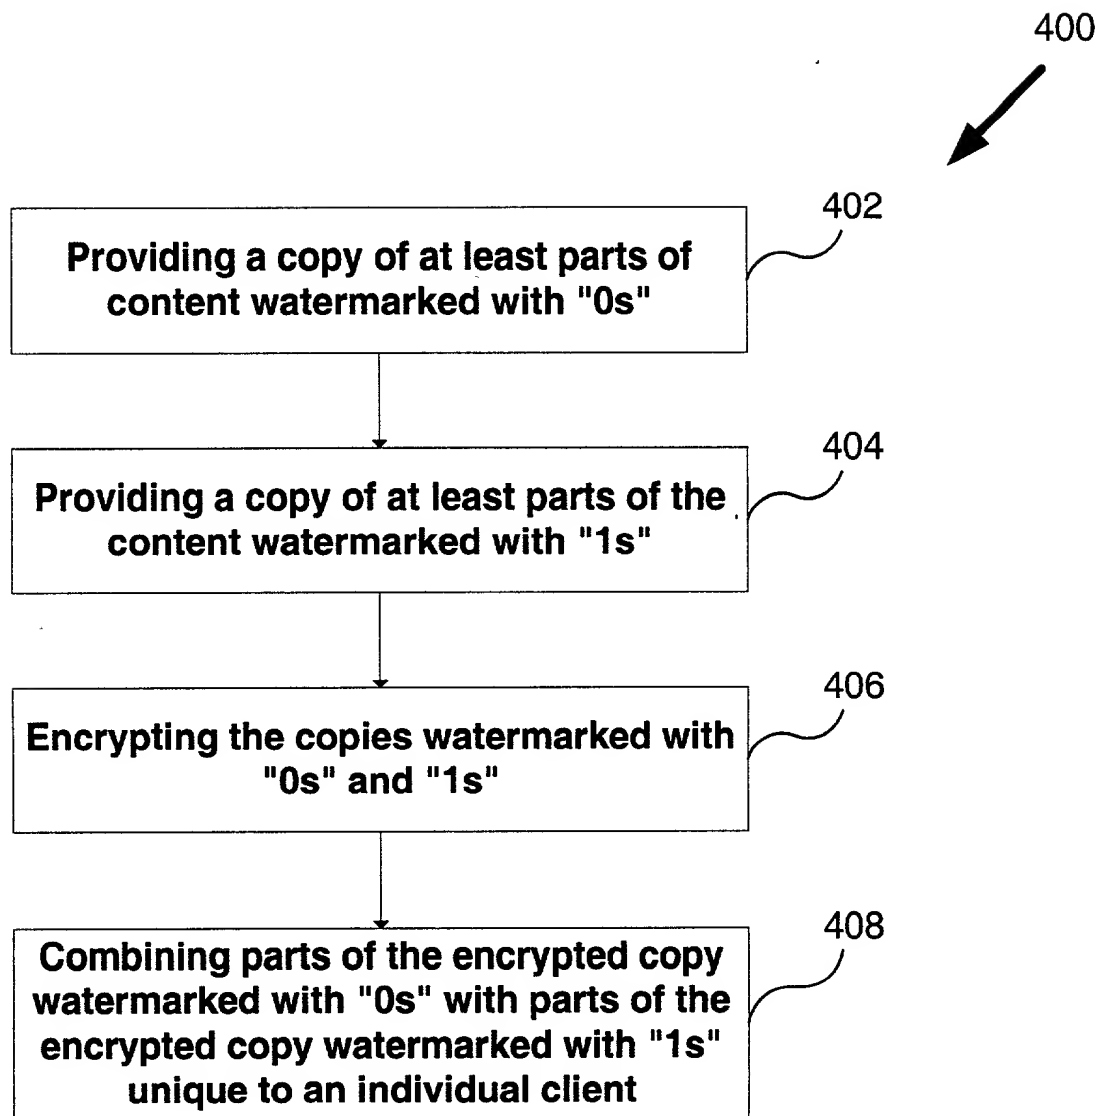 400
402
Providing a copy of at least parts of
content watermarked with "0s"
404
Providing a copy of at least parts of the
content watermarked with "1s"
406
Encrypting the copies watermarked with
"0s" and "1s"
408
Combining parts of the encrypted copy
watermarked with "0s" with parts of the
encrypted copy watermarked with "1s"
unique to an individual client